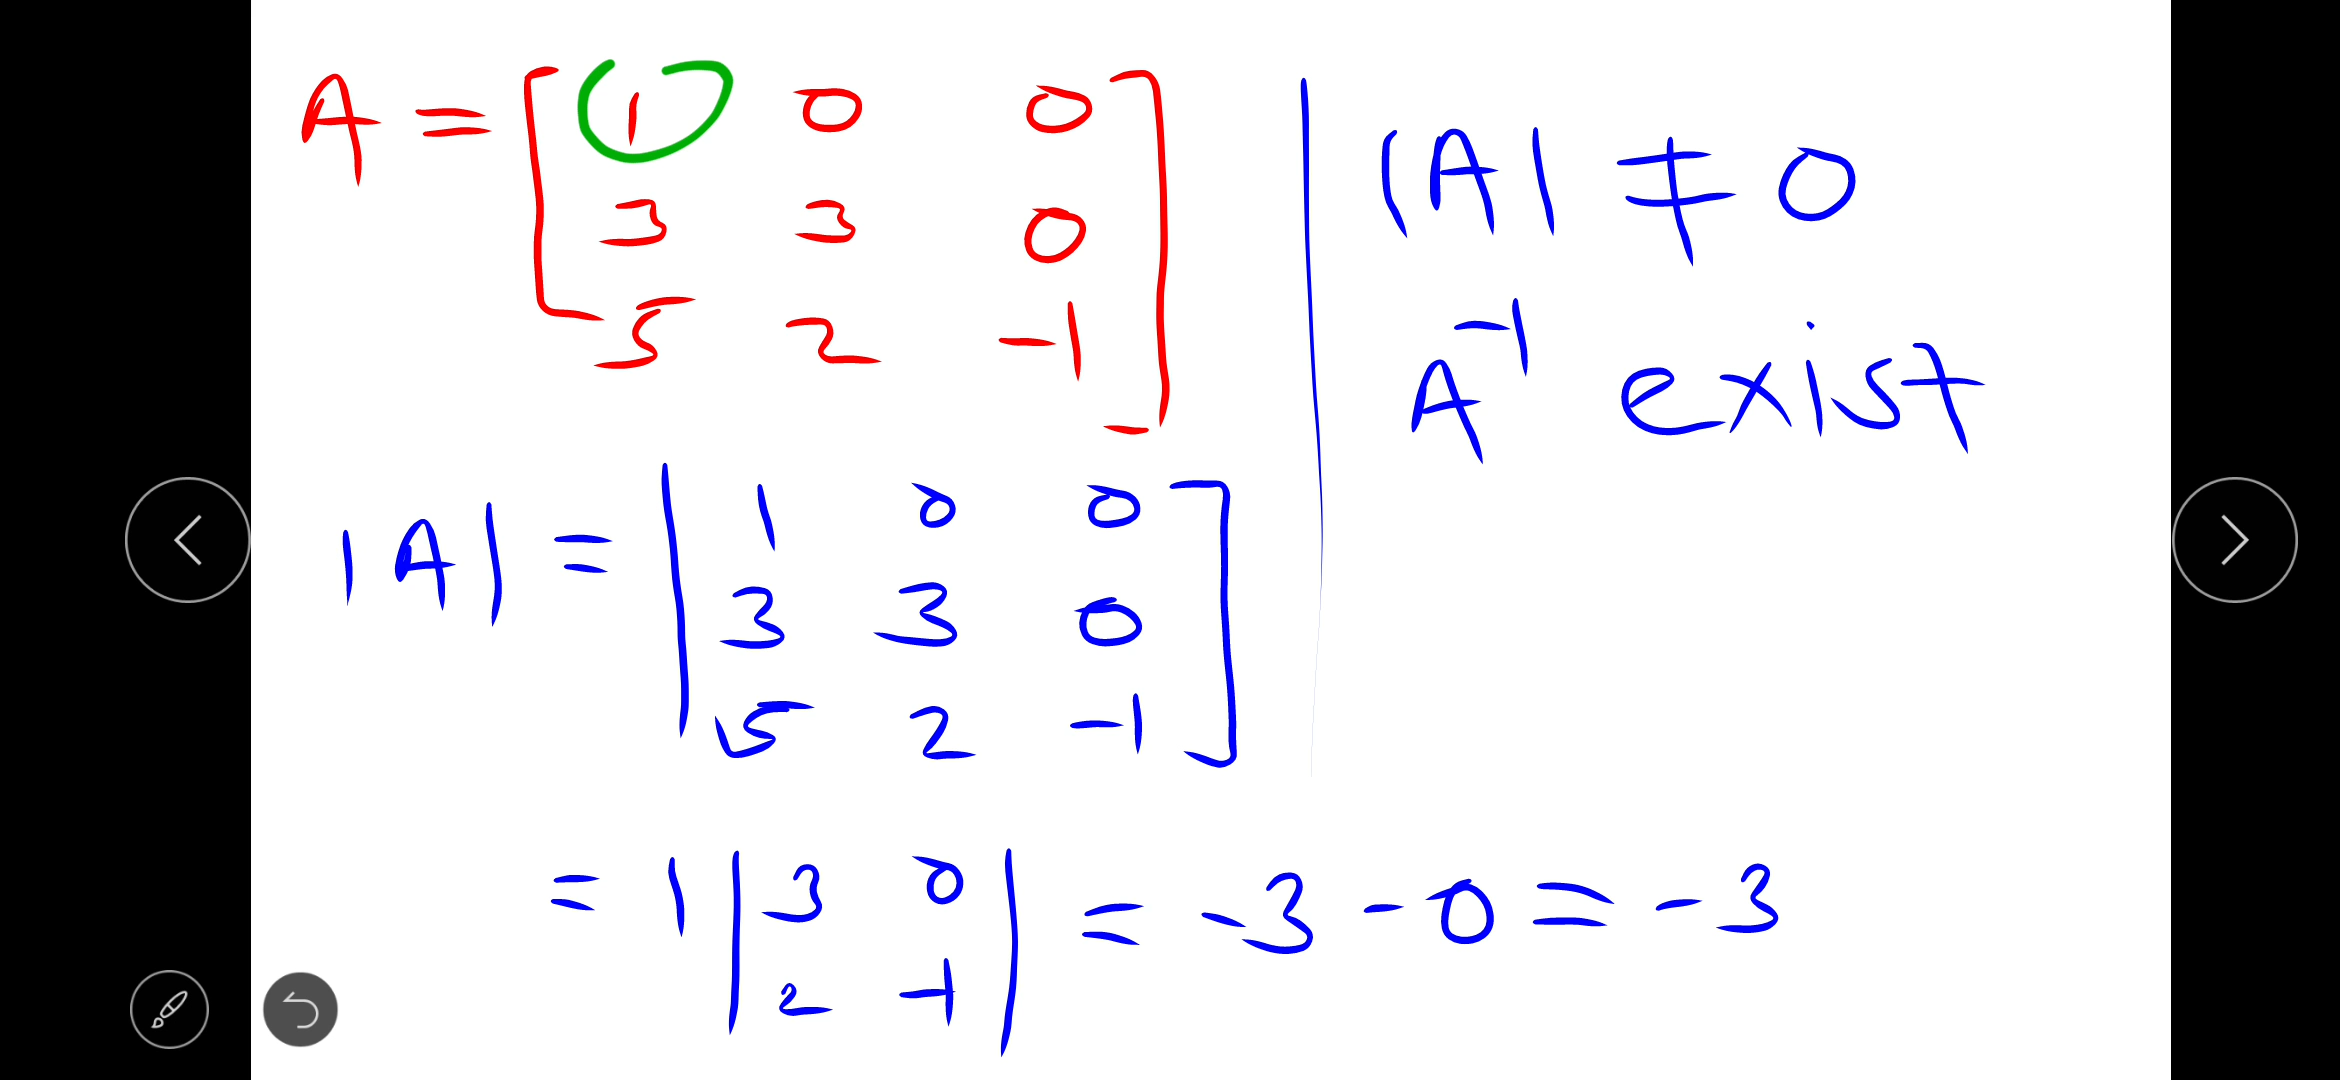 A = [ 1 0 0
3 3 0
5 2 -1 ]
|A| = | 1 0 0
3 3 0
5 2 -1 ]
= 1 | 3 0
2 -1 | = -3 - 0 = -3
|A| ≠ 0
A⁻¹ exist